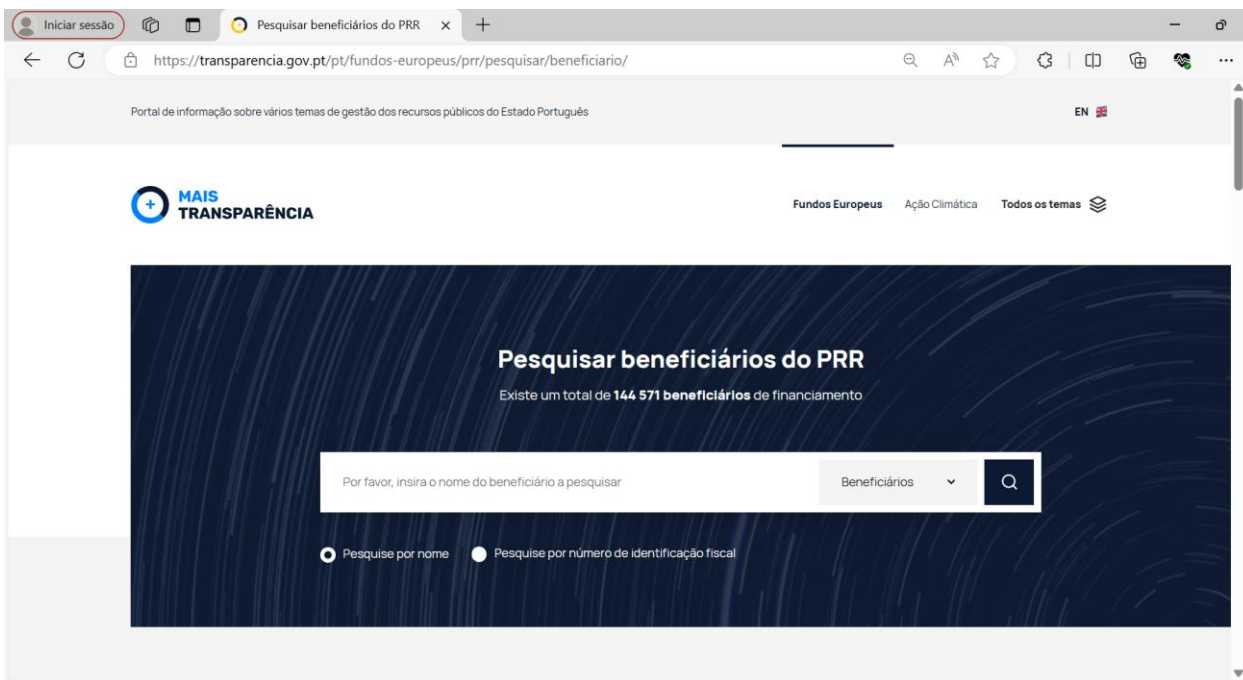 Iniciar sessão
Pesquisar beneficiários do PRR
https://transparencia.gov.pt/pt/fundos-europeus/prr/pesquisar/beneficiario/
Portal de informação sobre vários temas de gestão dos recursos públicos do Estado Português
EN
MAIS
TRANSPARÊNCIA
Fundos Europeus Ação Climática Todos os temas
Pesquisar beneficiários do PRR
Existe um total de 144 571 beneficiários de financiamento
Por favor, insira o nome do beneficiário a pesquisar Beneficiários
Pesquise por nome Pesquise por número de identificação fiscal